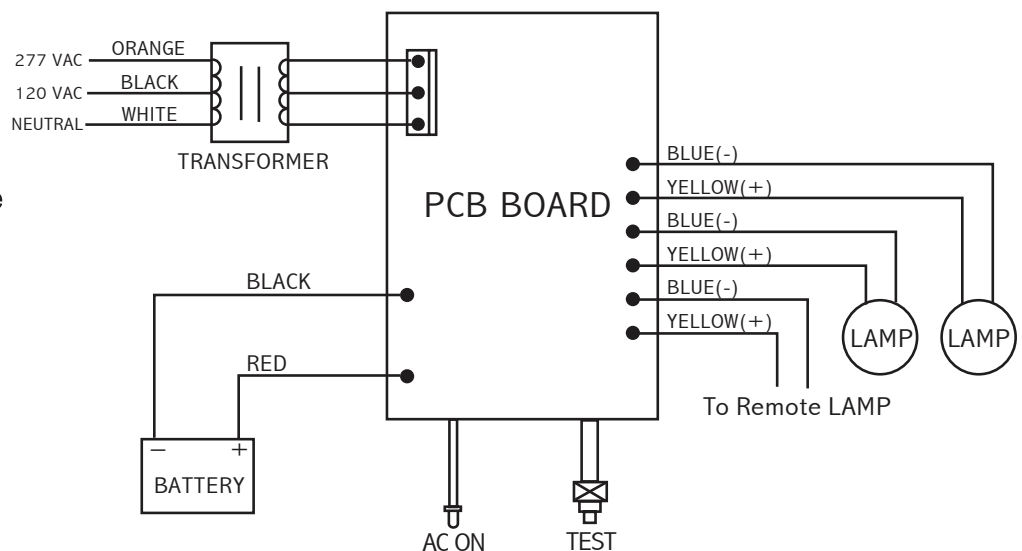 277 VAC ORANGE
120 VAC BLACK
NEUTRAL WHITE
TRANSFORMER
PCB BOARD
BLUE(-)
YELLOW(+)
BLUE(-)
YELLOW(+)
BLUE(-)
YELLOW(+)
LAMP LAMP
To Remote LAMP
BLACK
RED
- +
BATTERY
AC ON
TEST
e